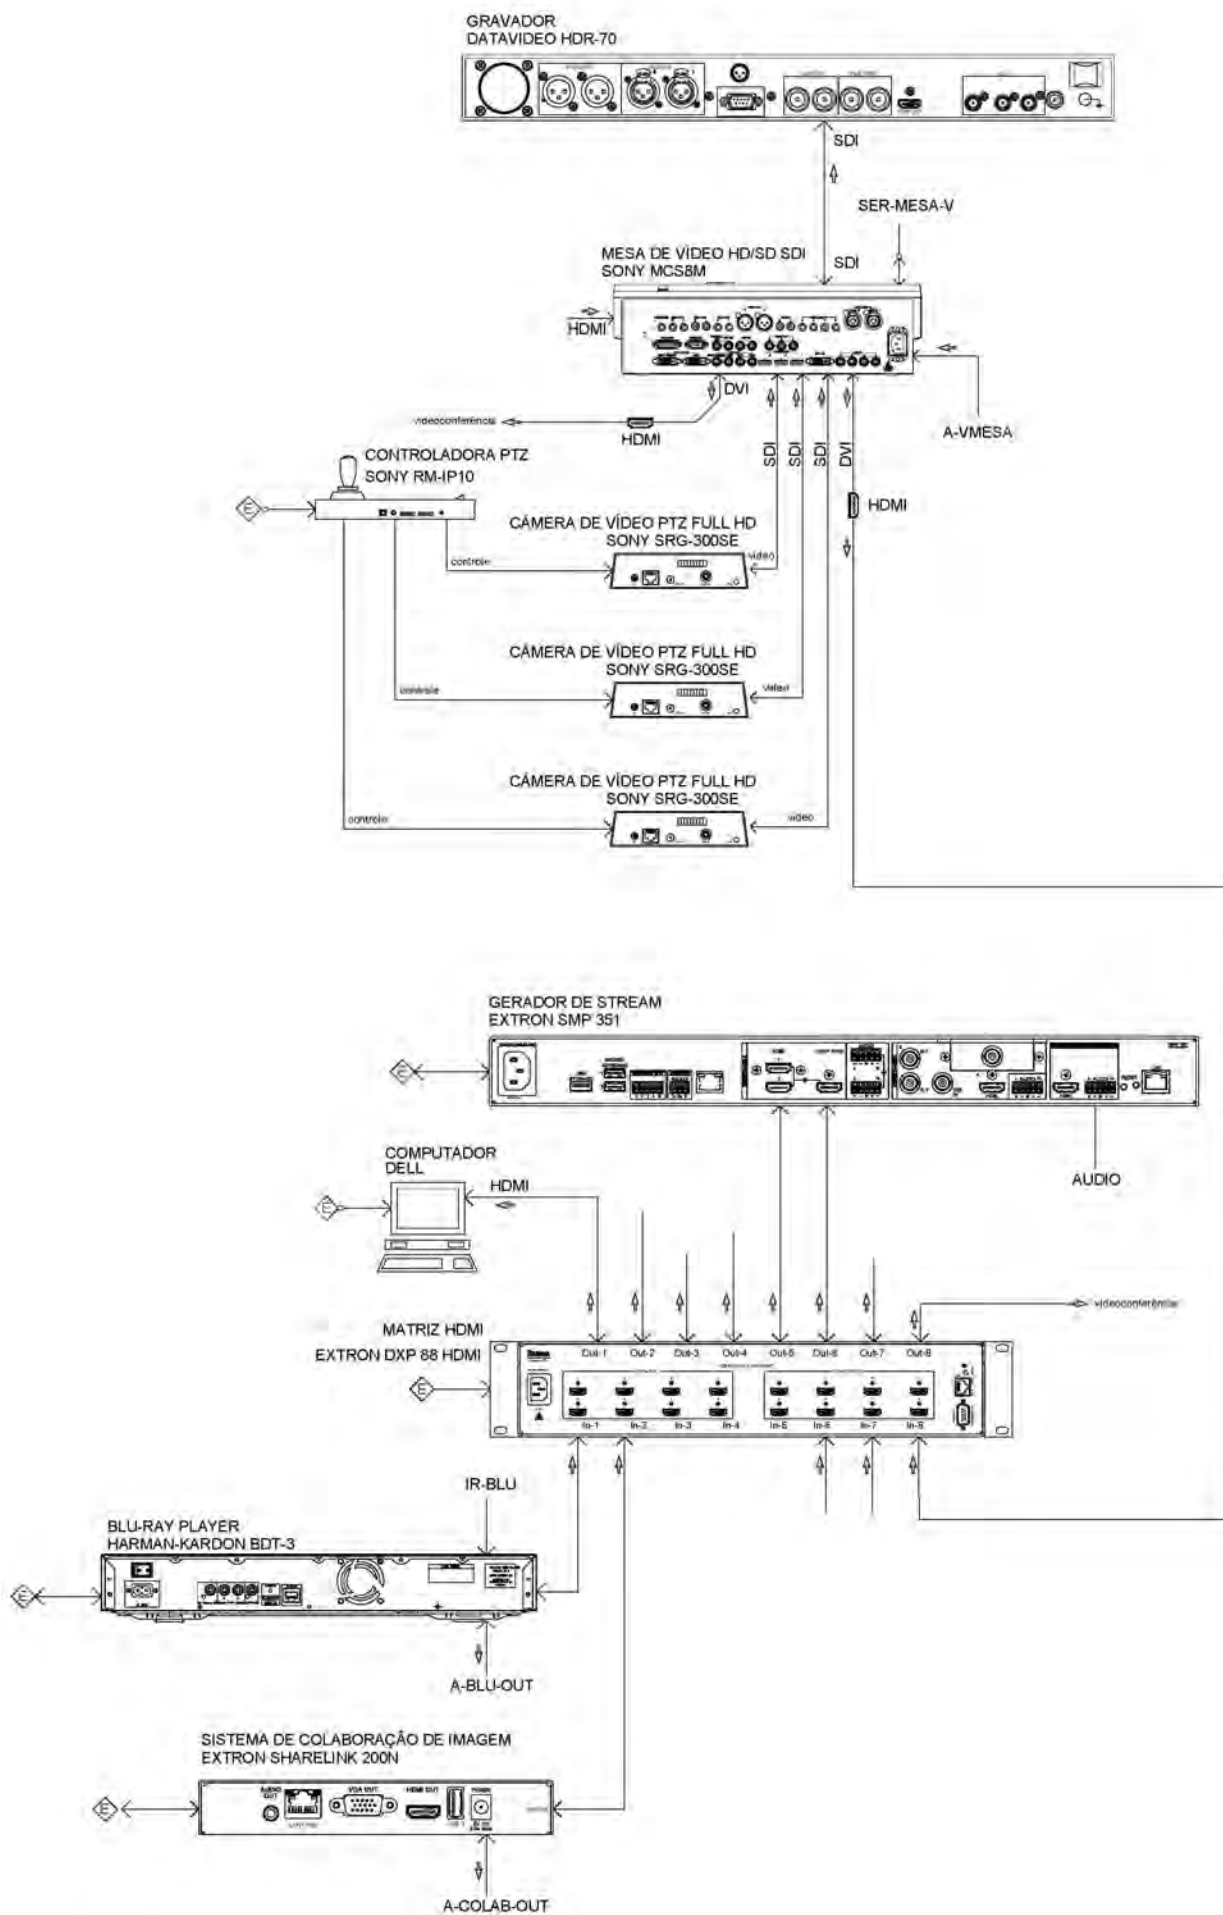 GRAVADOR
DATAVIDEO HDR-70
SDI
SER-MESA-V
MESA DE VÍDEO HD/SD SDI
SONY MCS8M
SDI
HDMI
DVI
videoconferência
HDMI
A-VMESA
SDI
SDI
SDI
DVI
HDMI
CONTROLADORA PTZ
SONY RM-IP10
E
CÂMERA DE VÍDEO PTZ FULL HD
SONY SRG-300SE
controle
vídeo
CÂMERA DE VÍDEO PTZ FULL HD
SONY SRG-300SE
controle
CÂMERA DE VÍDEO PTZ FULL HD
SONY SRG-300SE
controle
vídeo
GERADOR DE STREAM
EXTRON SMP 351
E
AUDIO
COMPUTADOR
DELL
HDMI
E
videoconferência
MATRIZ HDMI
EXTRON DXP 88 HDMI
E
Out-1
Out-2
Out-3
Out-4
Out-5
Out-6
Out-7
Out-8
In-1
In-2
In-3
In-4
In-5
In-6
In-7
In-8
IR-BLU
BLU-RAY PLAYER
HARMAN-KARDON BDT-3
E
A-BLU-OUT
SISTEMA DE COLABORAÇÃO DE IMAGEM
EXTRON SHARELINK 200N
AUDIO
OUT
VGA OUT
HDMI OUT
POWER
E
A-COLAB-OUT